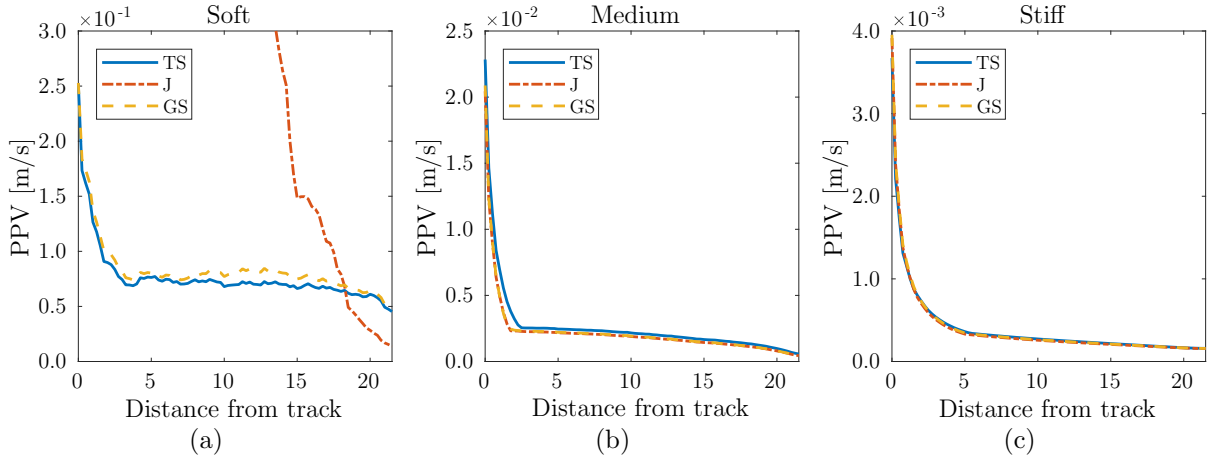 ×10⁻¹ Soft
3.0
2.5
2.0
1.5
1.0
0.5
0.0
PPV [m/s]
TS
J
GS
0 5 10 15 20
Distance from track
(a)
×10⁻² Medium
2.5
2.0
1.5
1.0
0.5
0.0
PPV [m/s]
TS
J
GS
0 5 10 15 20
Distance from track
(b)
×10⁻³ Stiff
4.0
3.0
2.0
1.0
0.0
PPV [m/s]
TS
J
GS
0 5 10 15 20
Distance from track
(c)